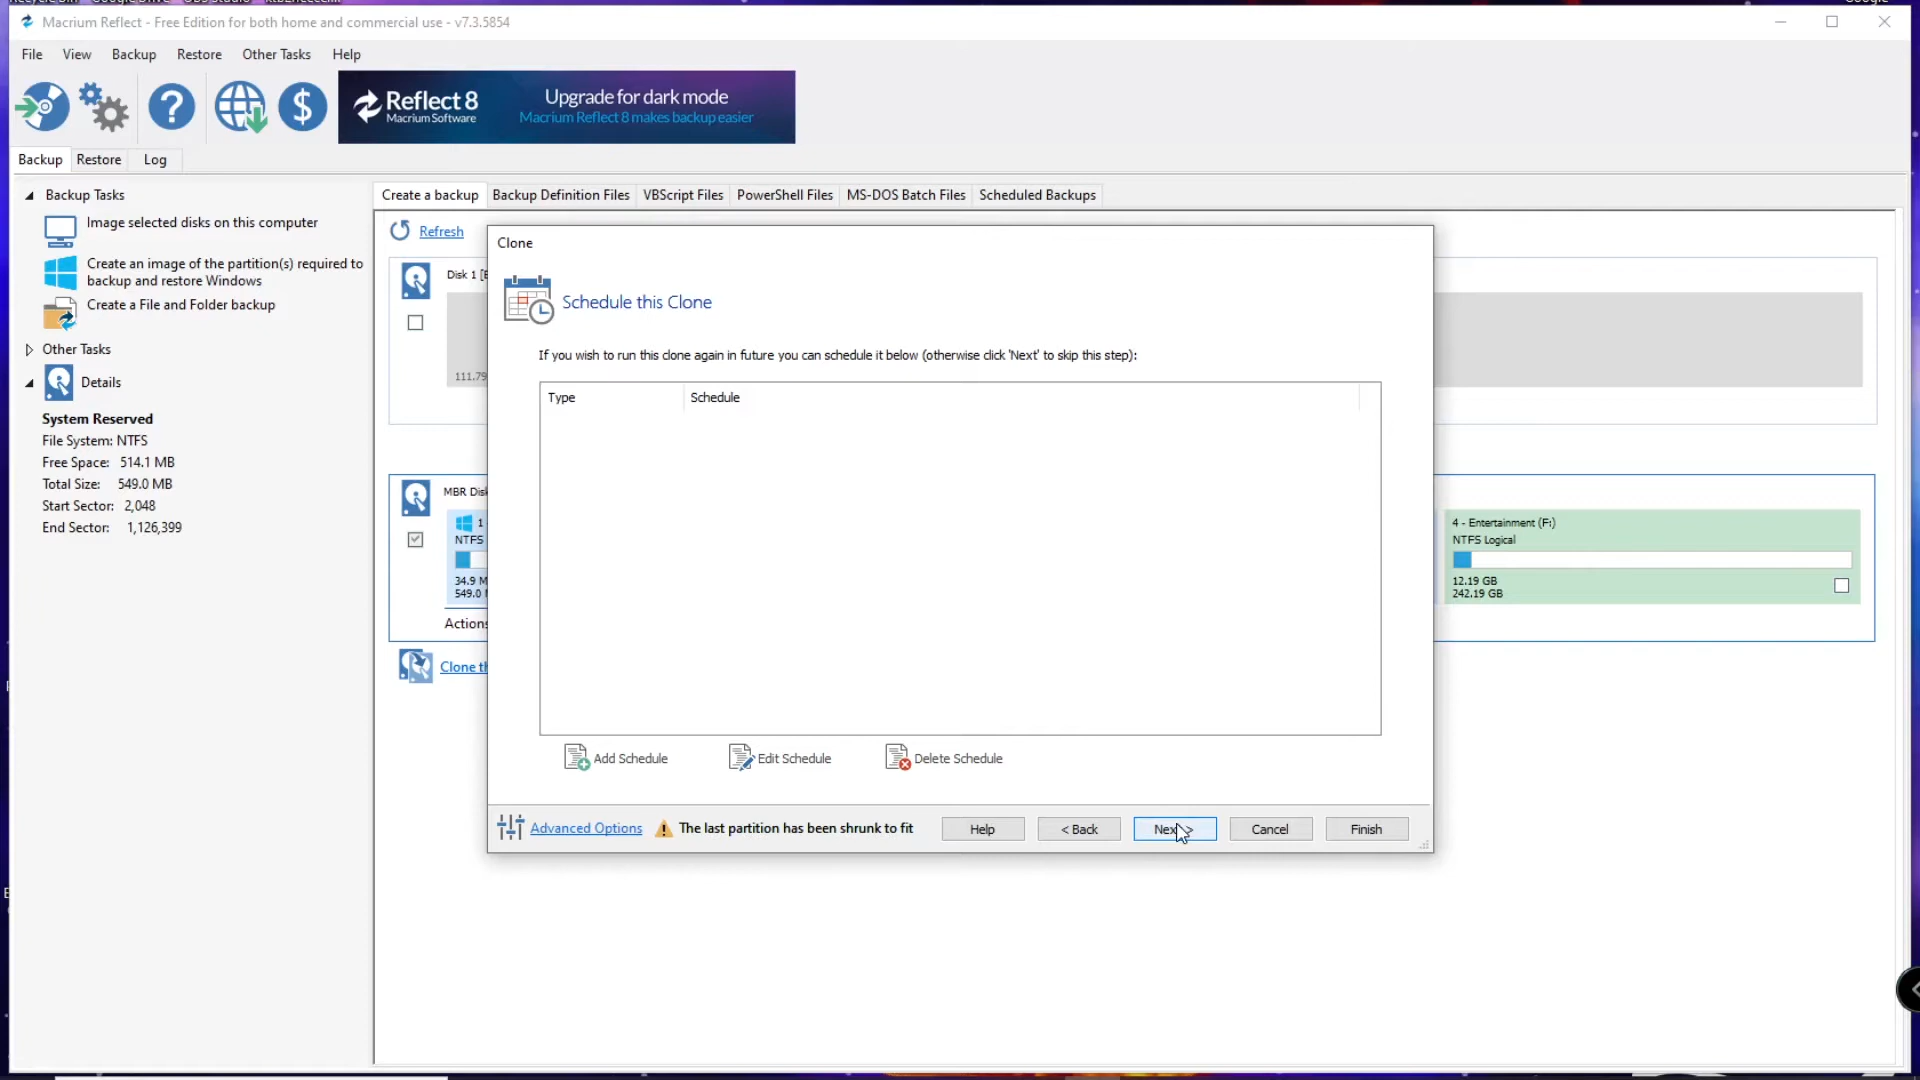 Macrium Reflect - Free Edition for both home and commercial use - v7.3.5854
File View Backup Restore Other Tasks Help
Reflect 8
Macrium Software
Upgrade for dark mode
Macrium Reflect 8 makes backup easier
Backup Restore Log
Backup Tasks
Image selected disks on this computer
Create an image of the partition(s) required to
backup and restore Windows
Create a File and Folder backup
Other Tasks
Details
System Reserved
File System: NTFS
Free Space: 514.1 MB
Total Size: 549.0 MB
Start Sector: 2,048
End Sector: 1,126,399
Create a backup Backup Definition Files VBScript Files PowerShell Files MS-DOS Batch Files Scheduled Backups
Refresh
Disk 1 [
111.79
MBR Dis
1
NTFS
34.9 M
549.0
Actions
Clone th
Clone
Schedule this Clone
If you wish to run this clone again in future you can schedule it below (otherwise click 'Next' to skip this step):
Type Schedule
Add Schedule Edit Schedule Delete Schedule
Advanced Options The last partition has been shrunk to fit Help < Back Next > Cancel Finish
4 - Entertainment (F:)
NTFS Logical
12.19 GB
242.19 GB